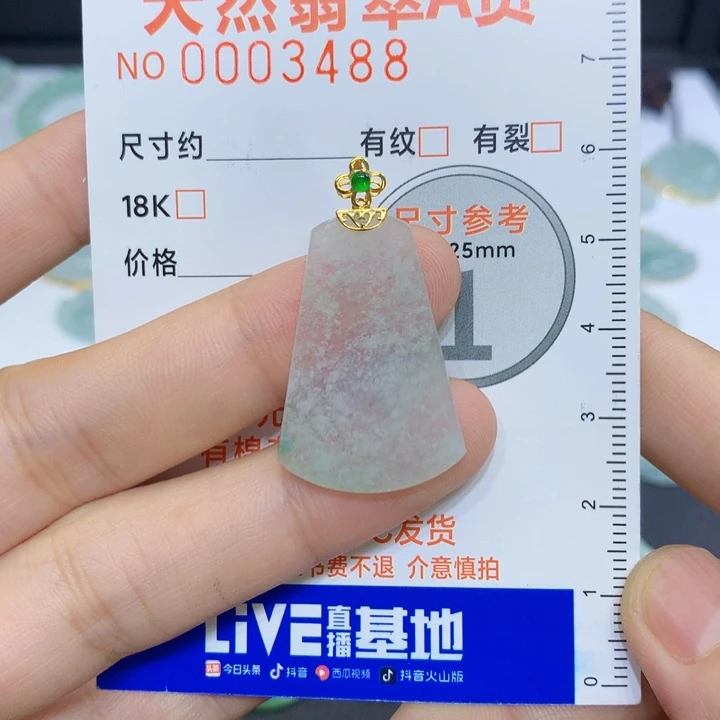 天然翡翠A货
NO 0003488
尺寸约 有纹 有裂
18K
尺寸参考
25mm
价格
1
有棉
发货
费不退 介意慎拍
LIVE直播基地
今日头条 抖音 西瓜视频 抖音火山版
7
6
5
4
3
2
1
0